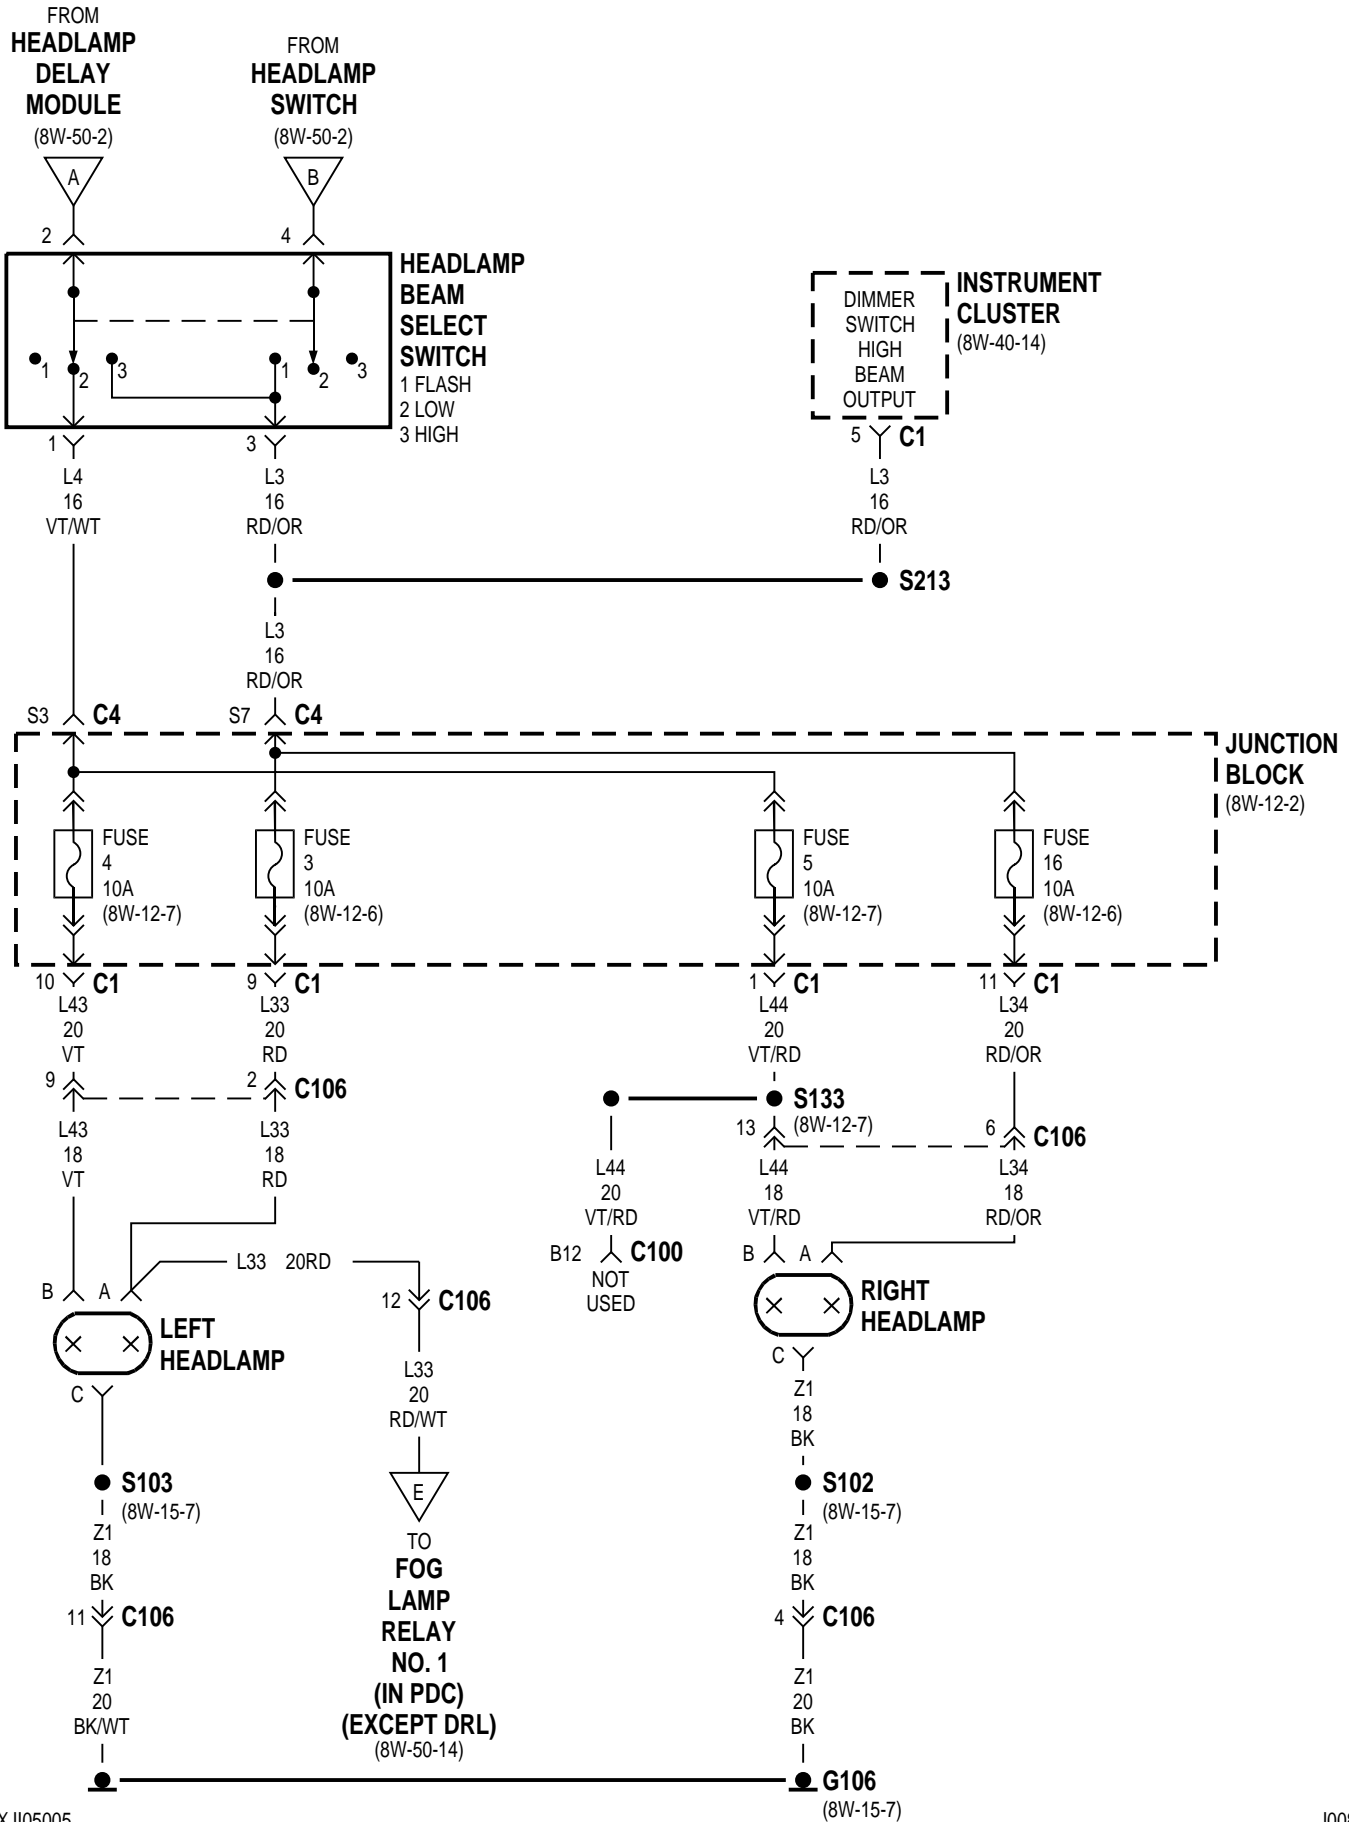 FROM
HEADLAMP
DELAY
MODULE
(8W-50-2)
A
2
FROM
HEADLAMP
SWITCH
(8W-50-2)
B
4
HEADLAMP
BEAM
SELECT
SWITCH
1 FLASH
2 LOW
3 HIGH
1
2
3
1
2
3
DIMMER
SWITCH
HIGH
BEAM
OUTPUT
INSTRUMENT
CLUSTER
(8W-40-14)
5 C1
1
L4
16
VT/WT
3
L3
16
RD/OR
L3
16
RD/OR
S213
L3
16
RD/OR
S3 C4
S7 C4
JUNCTION
BLOCK
(8W-12-2)
FUSE
4
10A
(8W-12-7)
FUSE
3
10A
(8W-12-6)
FUSE
5
10A
(8W-12-7)
FUSE
16
10A
(8W-12-6)
10 C1
L43
20
VT
9 C1
L33
20
RD
1 C1
L44
20
VT/RD
11 C1
L34
20
RD/OR
9
2 C106
S133
(8W-12-7)
13
6 C106
L43
18
VT
L33
18
RD
L44
20
VT/RD
L44
18
VT/RD
L34
18
RD/OR
B12 C100
NOT
USED
B A
RIGHT
HEADLAMP
L33 20RD
B A
12 C106
LEFT
HEADLAMP
C
C
L33
20
RD/WT
Z1
18
BK
S103
(8W-15-7)
E
S102
(8W-15-7)
Z1
18
BK
TO
FOG
LAMP
RELAY
NO. 1
(IN PDC)
(EXCEPT DRL)
(8W-50-14)
Z1
18
BK
11 C106
4 C106
Z1
20
BK/WT
Z1
20
BK
G106
(8W-15-7)